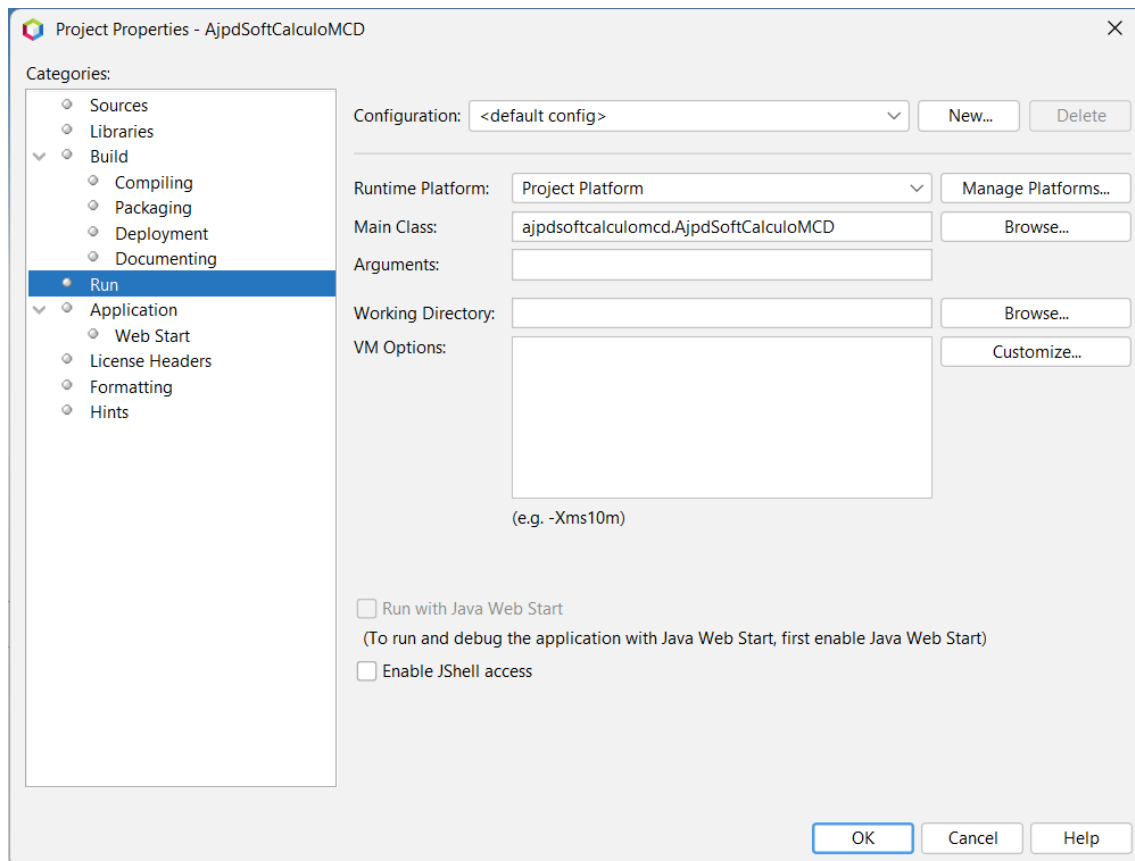 Project Properties - AjpdSoftCalculoMCD
Categories:
Sources
Libraries
Build
Compiling
Packaging
Deployment
Documenting
Run
Application
Web Start
License Headers
Formatting
Hints
Configuration: <default config> New... Delete
Runtime Platform: Project Platform Manage Platforms...
Main Class: ajpdsoftcalculomcd.AjpdSoftCalculoMCD Browse...
Arguments:
Working Directory: Browse...
VM Options: Customize...
(e.g. -Xms10m)
Run with Java Web Start
(To run and debug the application with Java Web Start, first enable Java Web Start)
Enable JShell access
OK Cancel Help